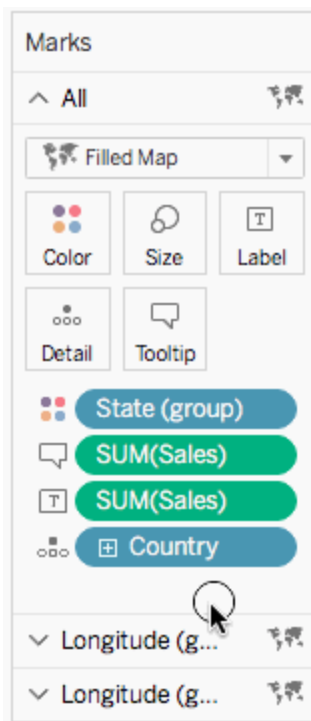 Marks
All
Filled Map
Color Size T Label
Detail Tooltip
State (group)
SUM(Sales)
T SUM(Sales)
Country
Longitude (g...
Longitude (g...